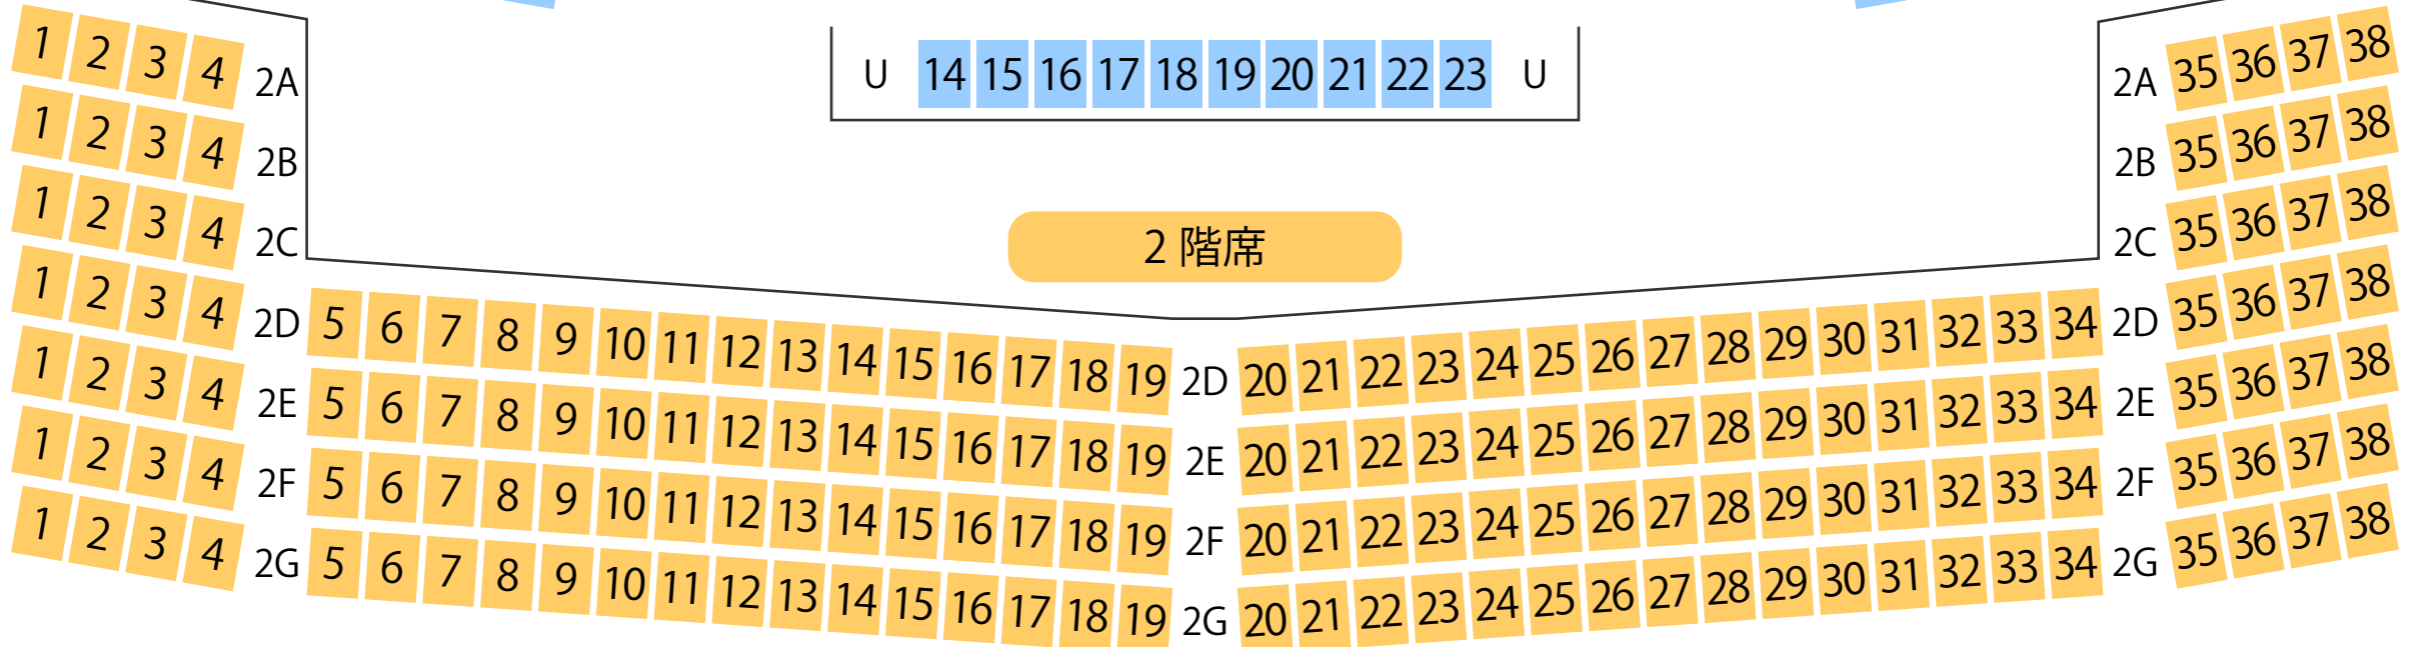 U 14 15 16 17 18 19 20 21 22 23 U
2 階席
1 2 3 4 2A 2A 35 36 37 38
1 2 3 4 2B 2B 35 36 37 38
1 2 3 4 2C 2C 35 36 37 38
1 2 3 4 2D 5 6 7 8 9 10 11 12 13 14 15 16 17 18 19 2D 20 21 22 23 24 25 26 27 28 29 30 31 32 33 34 2D 35 36 37 38
1 2 3 4 2E 5 6 7 8 9 10 11 12 13 14 15 16 17 18 19 2E 20 21 22 23 24 25 26 27 28 29 30 31 32 33 34 2E 35 36 37 38
1 2 3 4 2F 5 6 7 8 9 10 11 12 13 14 15 16 17 18 19 2F 20 21 22 23 24 25 26 27 28 29 30 31 32 33 34 2F 35 36 37 38
1 2 3 4 2G 5 6 7 8 9 10 11 12 13 14 15 16 17 18 19 2G 20 21 22 23 24 25 26 27 28 29 30 31 32 33 34 2G 35 36 37 38